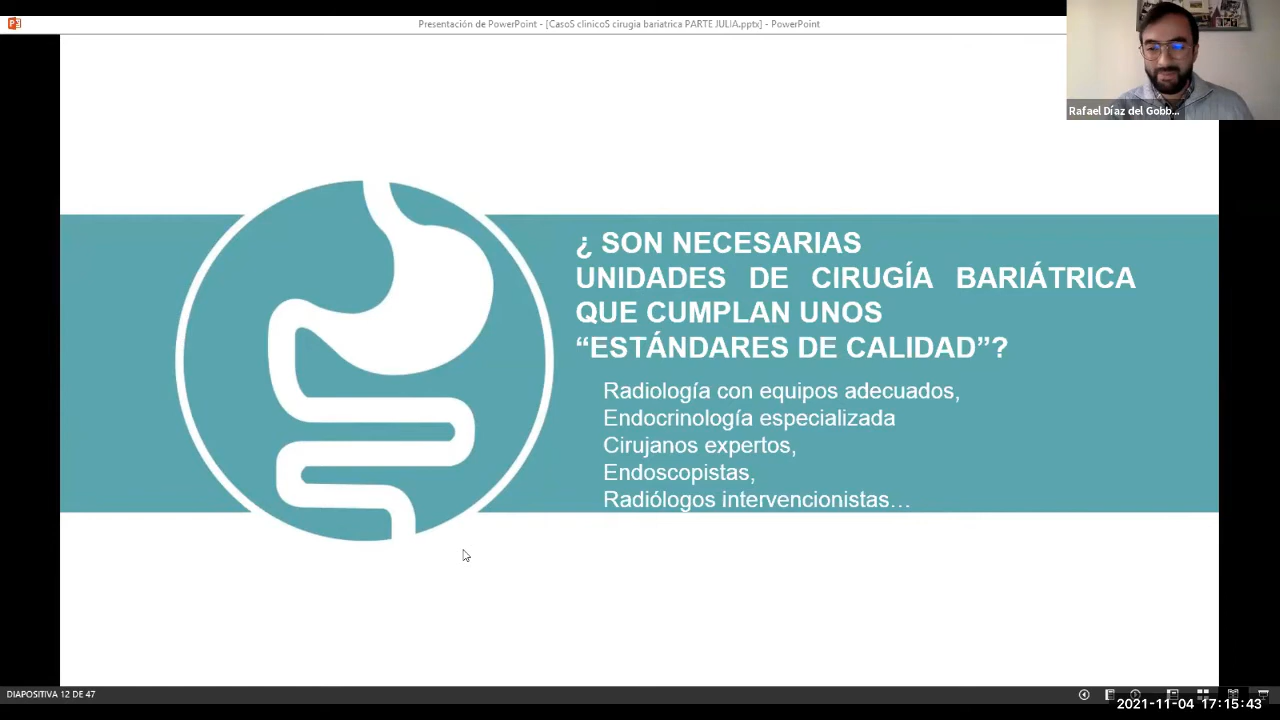 Presentación de PowerPoint - [CasoS clinicoS cirugia bariatrica PARTE JULIA.pptx] - PowerPoint
Rafael Díaz del Gobb...
¿ SON NECESARIAS
UNIDADES DE CIRUGÍA BARIÁTRICA
QUE CUMPLAN UNOS
“ESTÁNDARES DE CALIDAD”?
Radiología con equipos adecuados,
Endocrinología especializada
Cirujanos expertos,
Endoscopistas,
Radiólogos intervencionistas…
DIAPOSITIVA 12 DE 47
2021-11-04 17:15:43